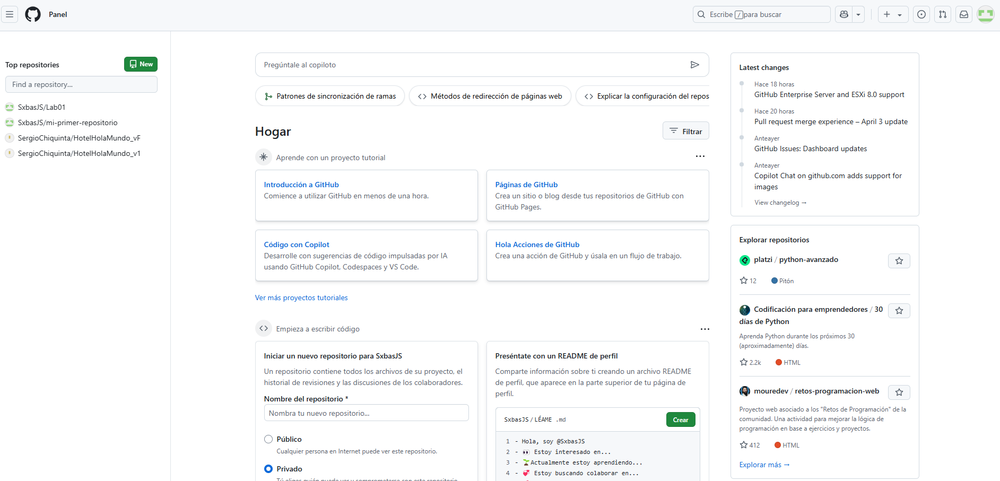 Panel
Escribe / para buscar
Top repositories
New
Find a repository...
SxbasJS/Lab01
SxbasJS/mi-primer-repositorio
SergioChiquinta/HotelHolaMundo_vF
SergioChiquinta/HotelHolaMundo_v1
Pregúntale al copiloto
Patrones de sincronización de ramas
Métodos de redirección de páginas web
Explicar la configuración del repos
Hogar
Filtrar
Aprende con un proyecto tutorial
Introducción a GitHub
Comience a utilizar GitHub en menos de una hora.
Páginas de GitHub
Crea un sitio o blog desde tus repositorios de GitHub con
GitHub Pages.
Código con Copilot
Desarrolle con sugerencias de código impulsadas por IA
usando GitHub Copilot, Codespaces y VS Code.
Hola Acciones de GitHub
Crea una acción de GitHub y úsala en un flujo de trabajo.
Ver más proyectos tutoriales
Empieza a escribir código
Iniciar un nuevo repositorio para SxbasJS
Un repositorio contiene todos los archivos de su proyecto, el
historial de revisiones y las discusiones de los colaboradores.
Nombre del repositorio *
Nombra tu nuevo repositorio...
Público
Cualquier persona en Internet puede ver este repositorio.
Privado
Tú eliges quién puede ver y comprometerse con este repositorio.
Preséntate con un README de perfil
Comparte información sobre ti creando un archivo README
de perfil, que aparece en la parte superior de tu página de
perfil.
SxbasJS / LÉAME .md
Crear
1 - Hola, soy @SxbasJS
2 - 👀 Estoy interesado en...
3 - 🌱Actualmente estoy aprendiendo...
4 - 💞️ Estoy buscando colaborar en...
Latest changes
Hace 18 horas
GitHub Enterprise Server and ESXi 8.0 support
Hace 20 horas
Pull request merge experience – April 3 update
Anteayer
GitHub Issues: Dashboard updates
Anteayer
Copilot Chat on github.com adds support for
images
View changelog →
Explorar repositorios
platzi / python-avanzado
12
Pitón
Codificación para emprendedores / 30
días de Python
Aprenda Python durante los próximos 30
(aproximadamente) días.
2.2k
HTML
mouredev / retos-programacion-web
Proyecto web asociado a los "Retos de Programación" de la
comunidad. Una actividad para mejorar la lógica de
programación en base a ejercicios y proyectos.
412
HTML
Explorar más →